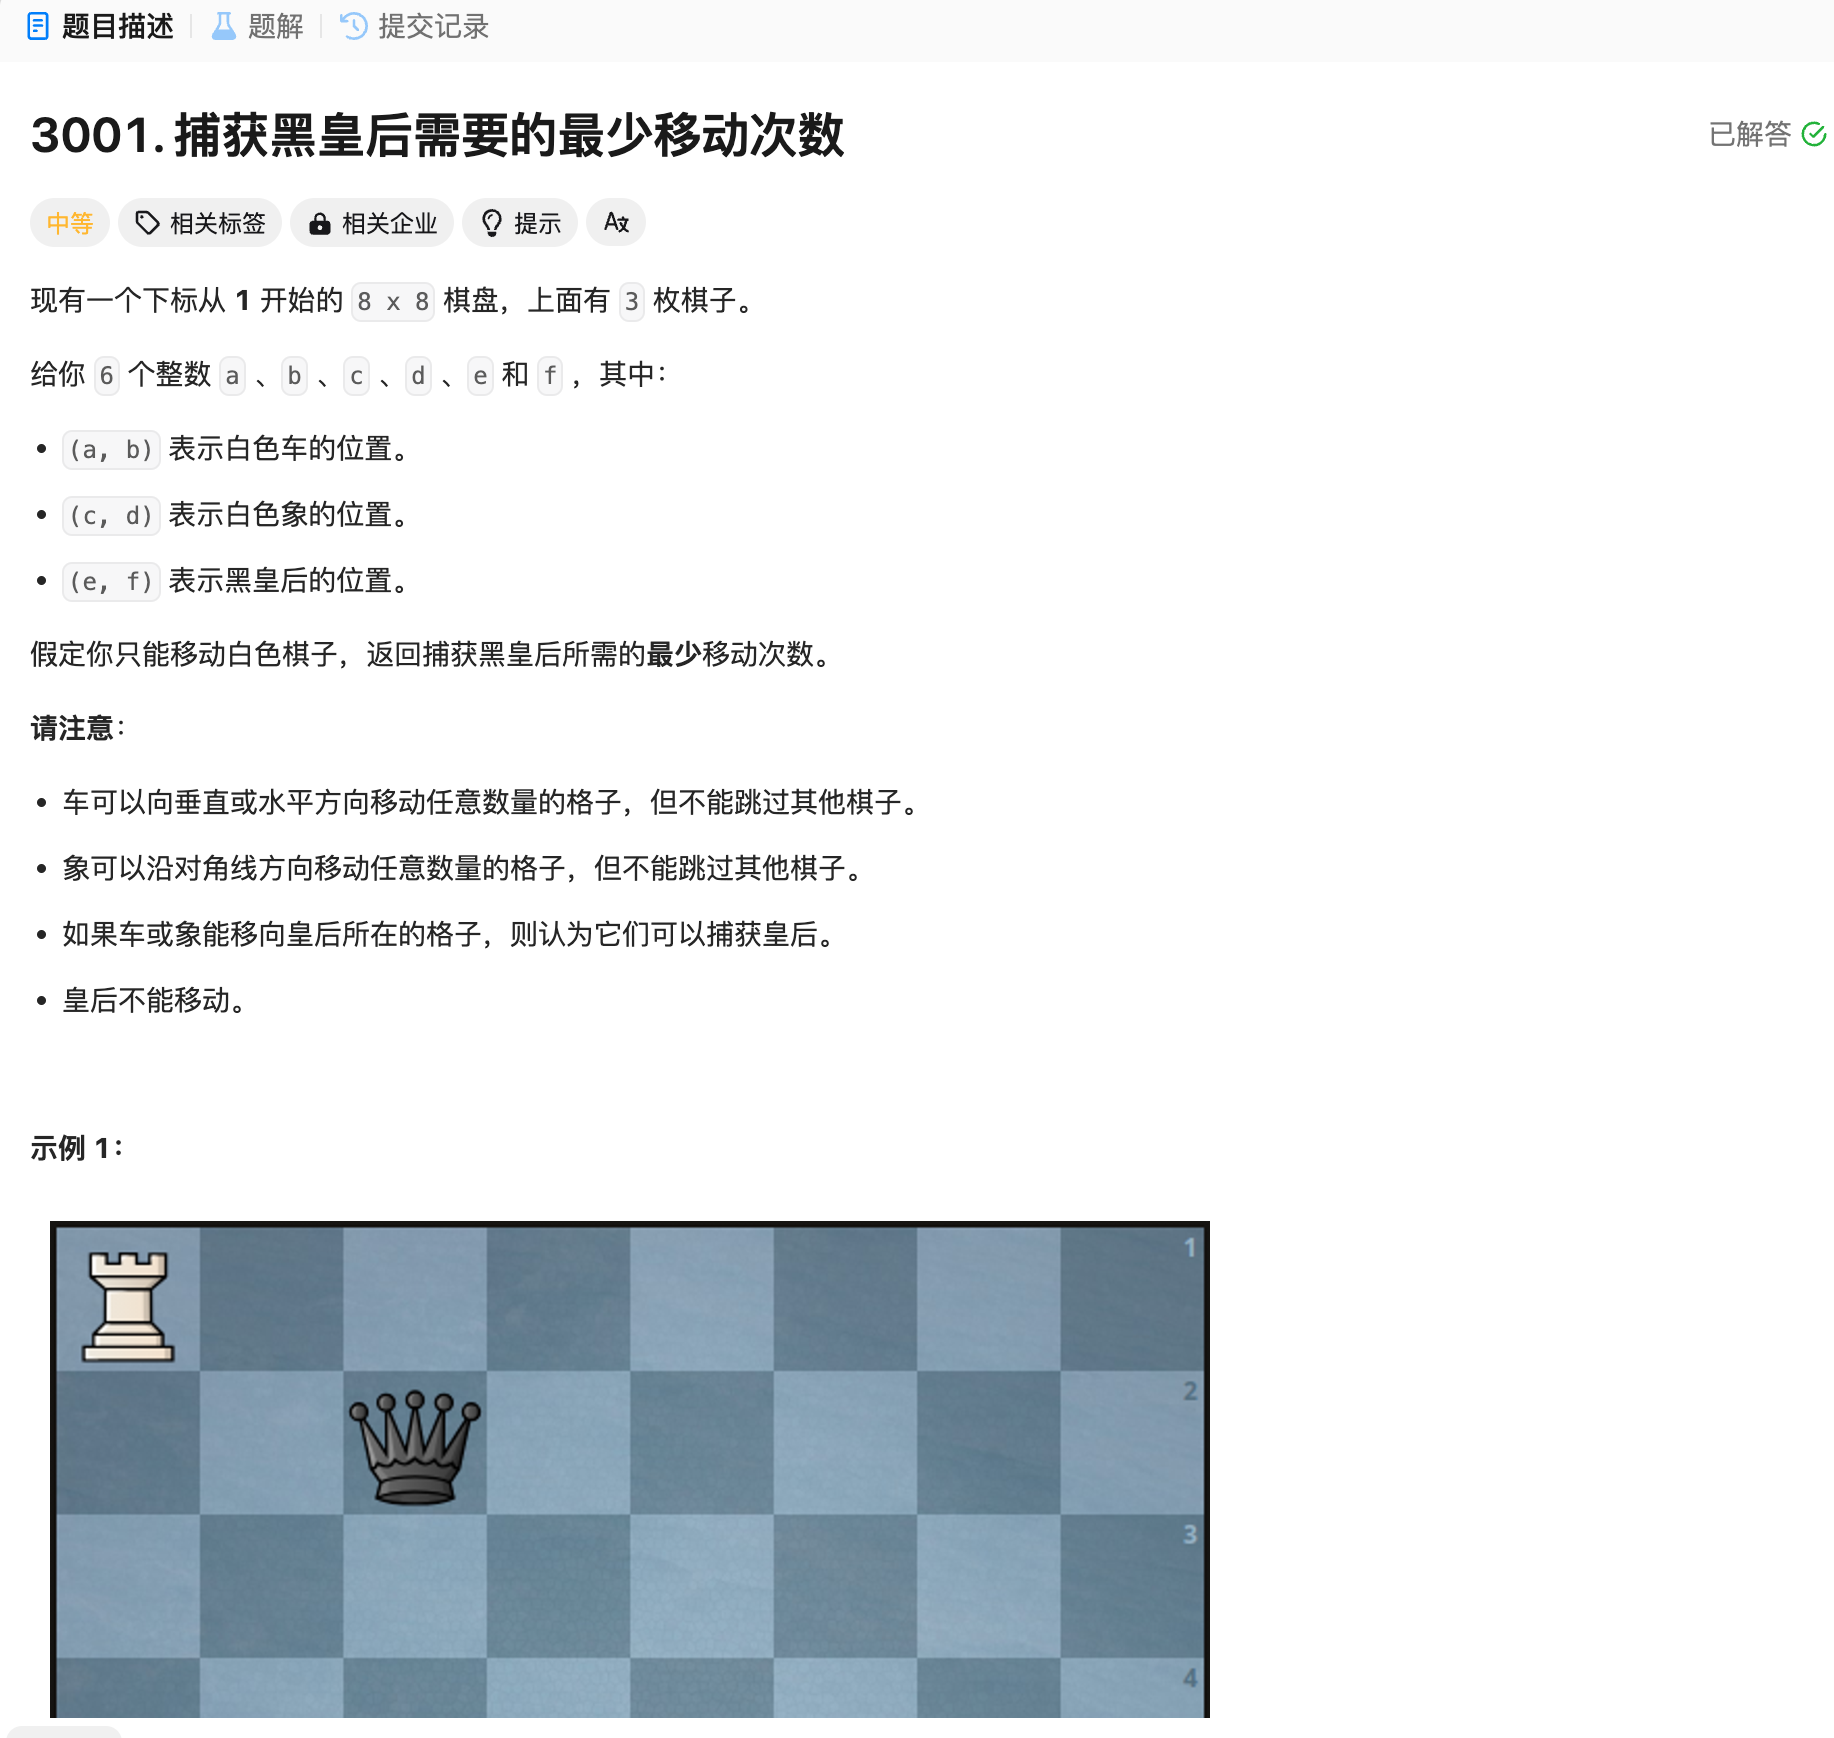 题目描述 题解 提交记录
3001. 捕获黑皇后需要的最少移动次数 已解答
中等 相关标签 相关企业 提示
现有一个下标从 1 开始的 8 x 8 棋盘，上面有 3 枚棋子。
给你 6 个整数 a 、b 、c 、d 、e 和 f ，其中：
(a, b) 表示白色车的位置。
(c, d) 表示白色象的位置。
(e, f) 表示黑皇后的位置。
假定你只能移动白色棋子，返回捕获黑皇后所需的最少移动次数。
请注意：
车可以向垂直或水平方向移动任意数量的格子，但不能跳过其他棋子。
象可以沿对角线方向移动任意数量的格子，但不能跳过其他棋子。
如果车或象能移向皇后所在的格子，则认为它们可以捕获皇后。
皇后不能移动。
示例 1：
1
2
3
4